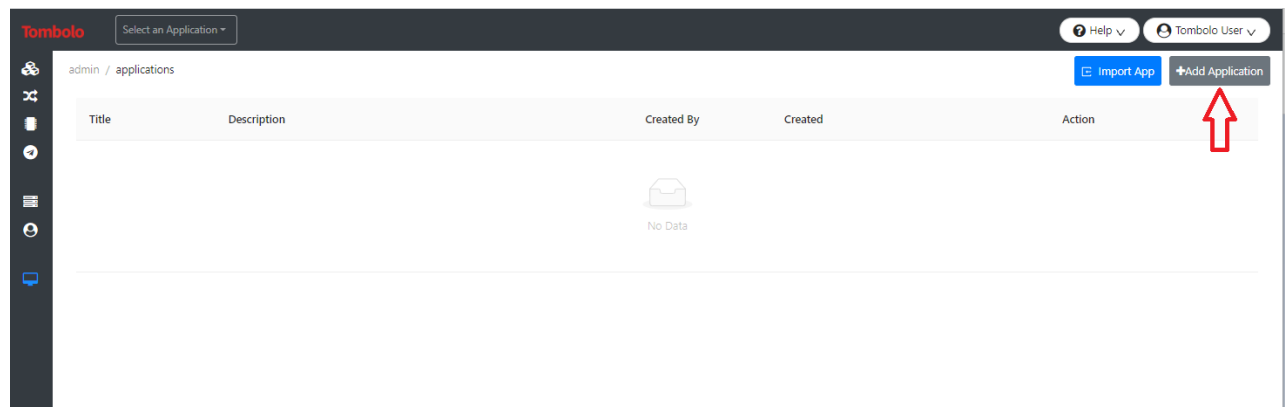 Tombolo Select an Application Help Tombolo User
admin / applications Import App +Add Application
Title Description Created By Created Action
No Data